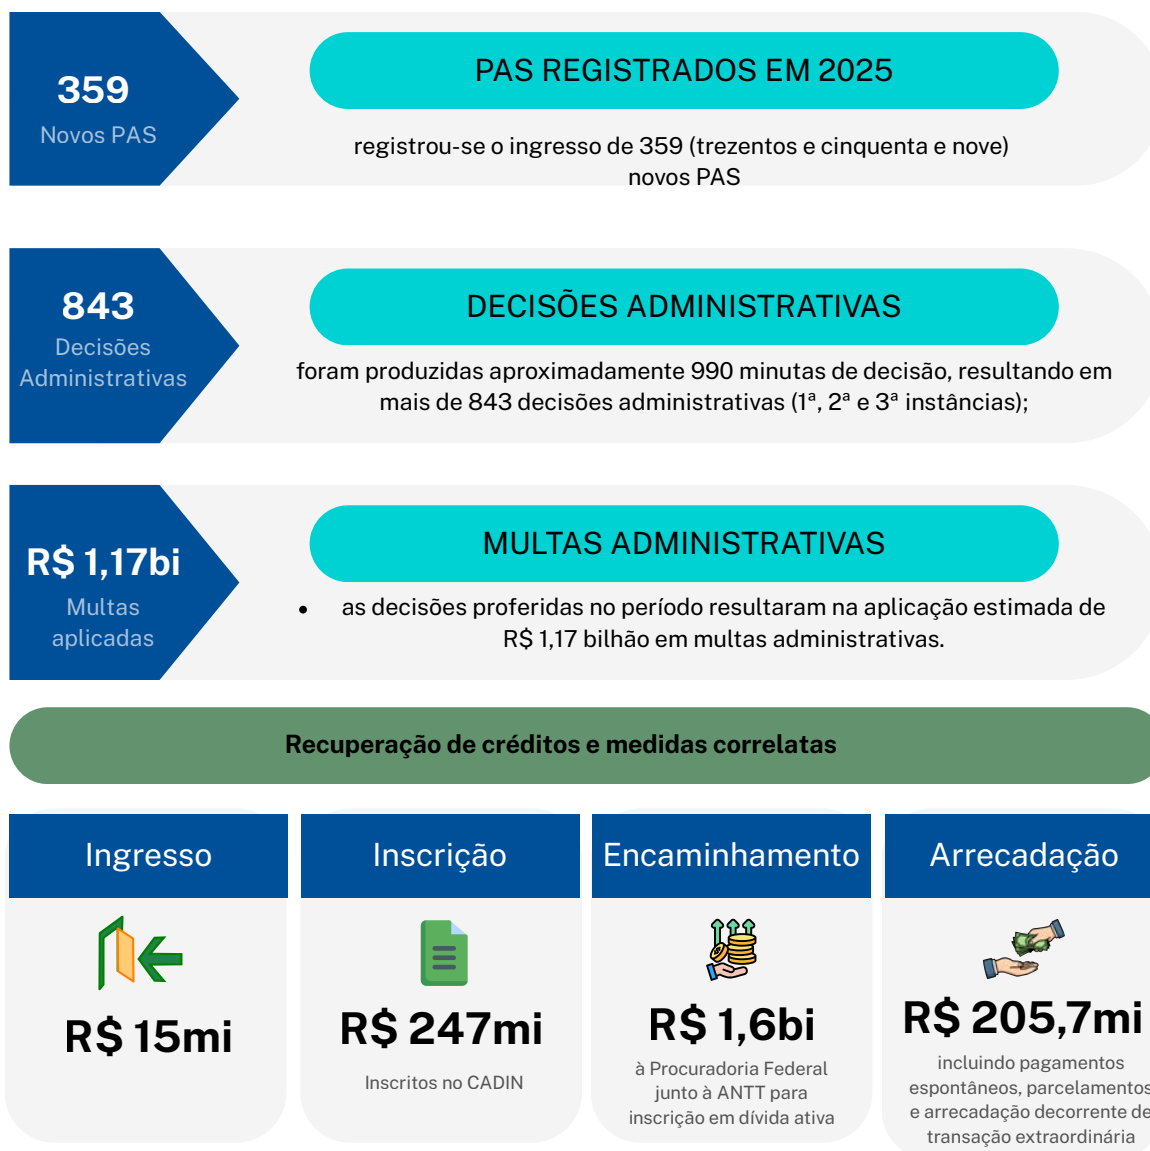 359
Novos PAS
PAS REGISTRADOS EM 2025
registrou-se o ingresso de 359 (trezentos e cinquenta e nove)
novos PAS
843
Decisões
Administrativas
DECISÕES ADMINISTRATIVAS
foram produzidas aproximadamente 990 minutas de decisão, resultando em
mais de 843 decisões administrativas (1ª, 2ª e 3ª instâncias);
R$ 1,17bi
Multas
aplicadas
MULTAS ADMINISTRATIVAS
• as decisões proferidas no período resultaram na aplicação estimada de
R$ 1,17 bilhão em multas administrativas.
Recuperação de créditos e medidas correlatas
Ingresso
R$ 15mi
Inscrição
R$ 247mi
Inscritos no CADIN
Encaminhamento
R$ 1,6bi
à Procuradoria Federal
junto à ANTT para
inscrição em dívida ativa
Arrecadação
R$ 205,7mi
incluindo pagamentos
espontâneos, parcelamentos
e arrecadação decorrente de
transação extraordinária